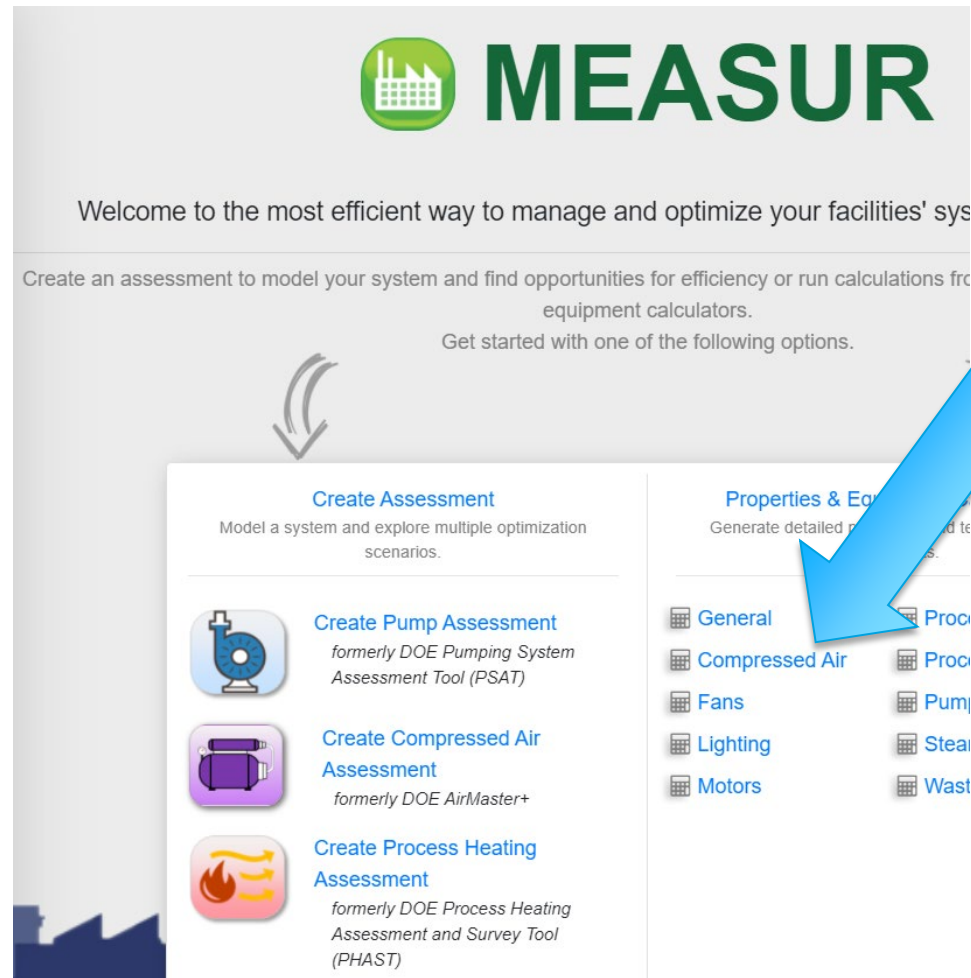 MEASUR
Welcome to the most efficient way to manage and optimize your facilities'
Create an assessment to model your system and find opportunities for efficiency or run calculations
equipment calculators.
Get started with one of the following options.
Create Assessment
Model a system and explore multiple optimization
scenarios.
Create Pump Assessment
formerly DOE Pumping System
Assessment Tool (PSAT)
Create Compressed Air
Assessment
formerly DOE AirMaster+
Create Process Heating
Assessment
formerly DOE Process Heating
Assessment and Survey Tool
(PHAST)
Properties &
Generate detailed
General
Compressed Air
Fans
Lighting
Motors